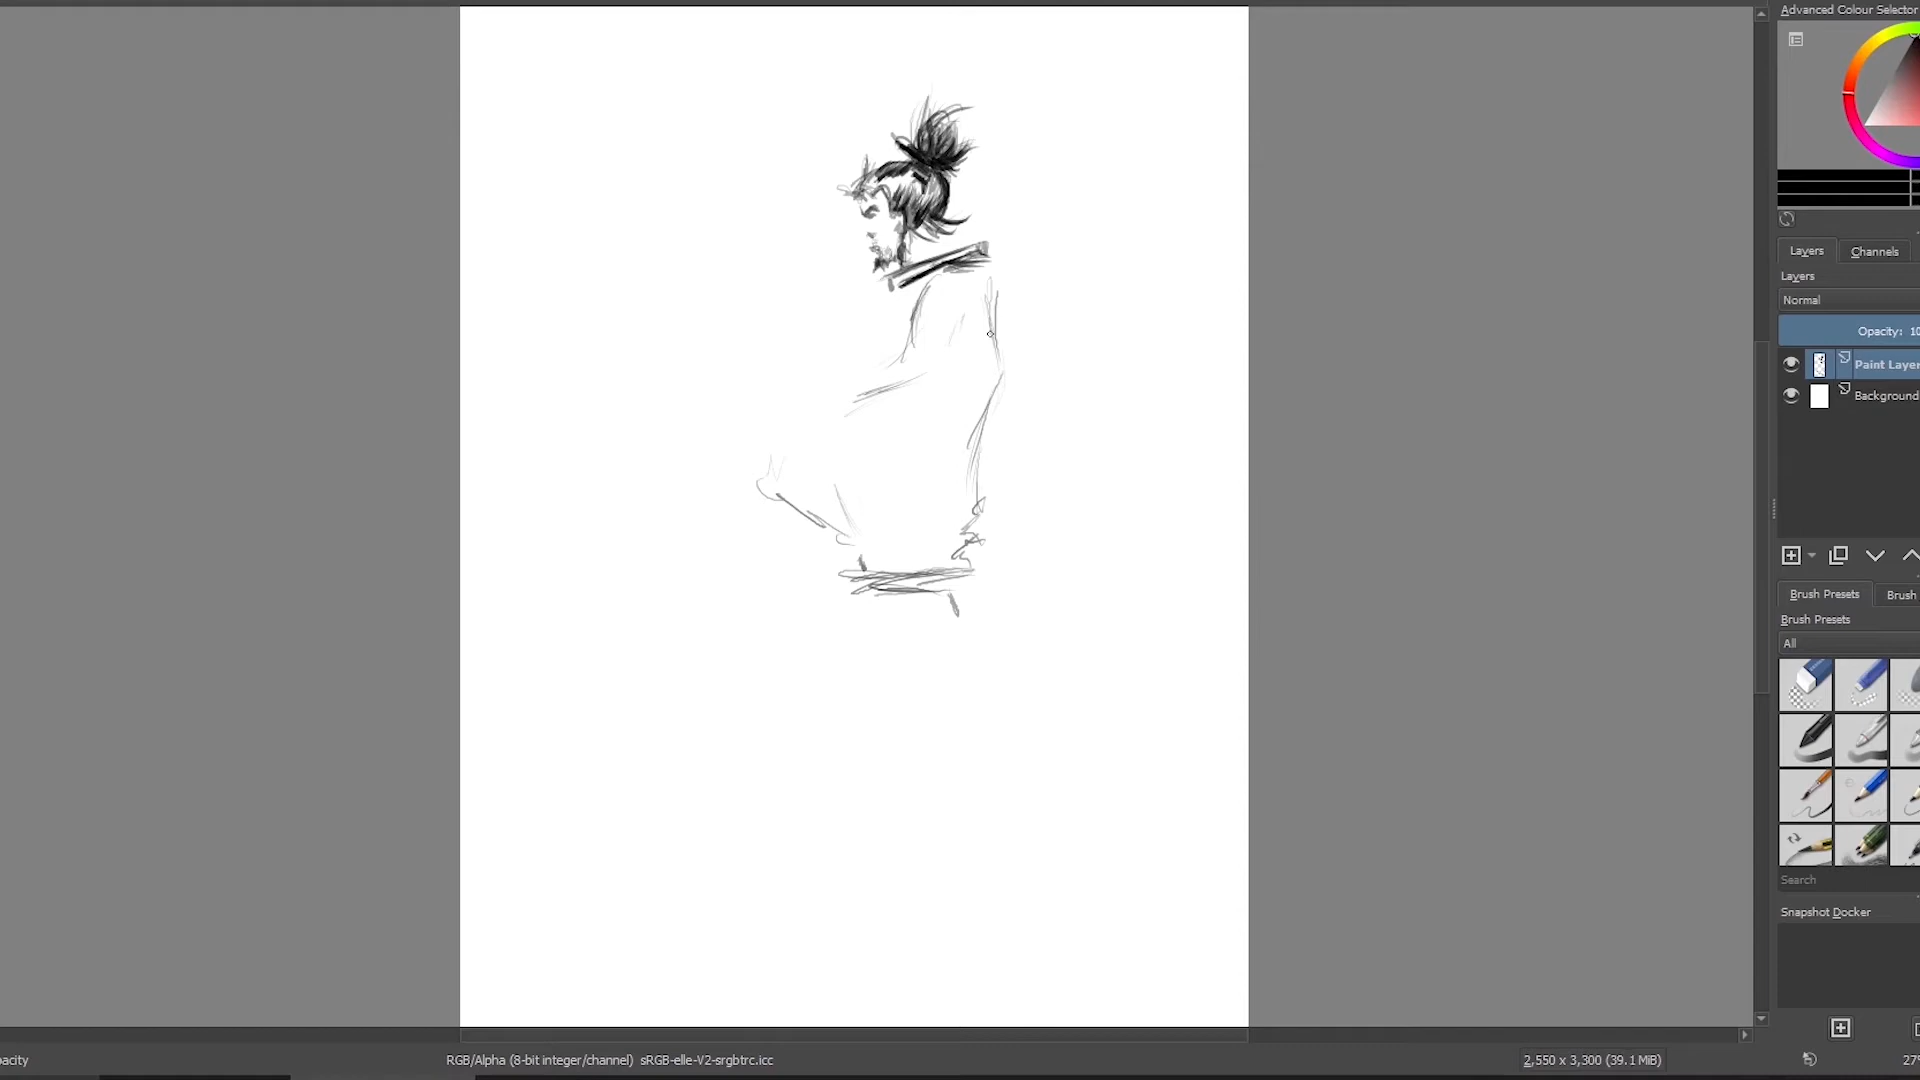 Advanced Colour Selector
Layers
Channels
Layers
Normal
Opacity: 10
Paint Layer
Background
Brush Presets
Brush
Brush Presets
All
Search
Snapshot Docker
pacity
RGB/Alpha (8-bit integer/channel) sRGB-elle-V2-srgbtrc.icc
2,550 x 3,300 (39.1 MiB)
27%